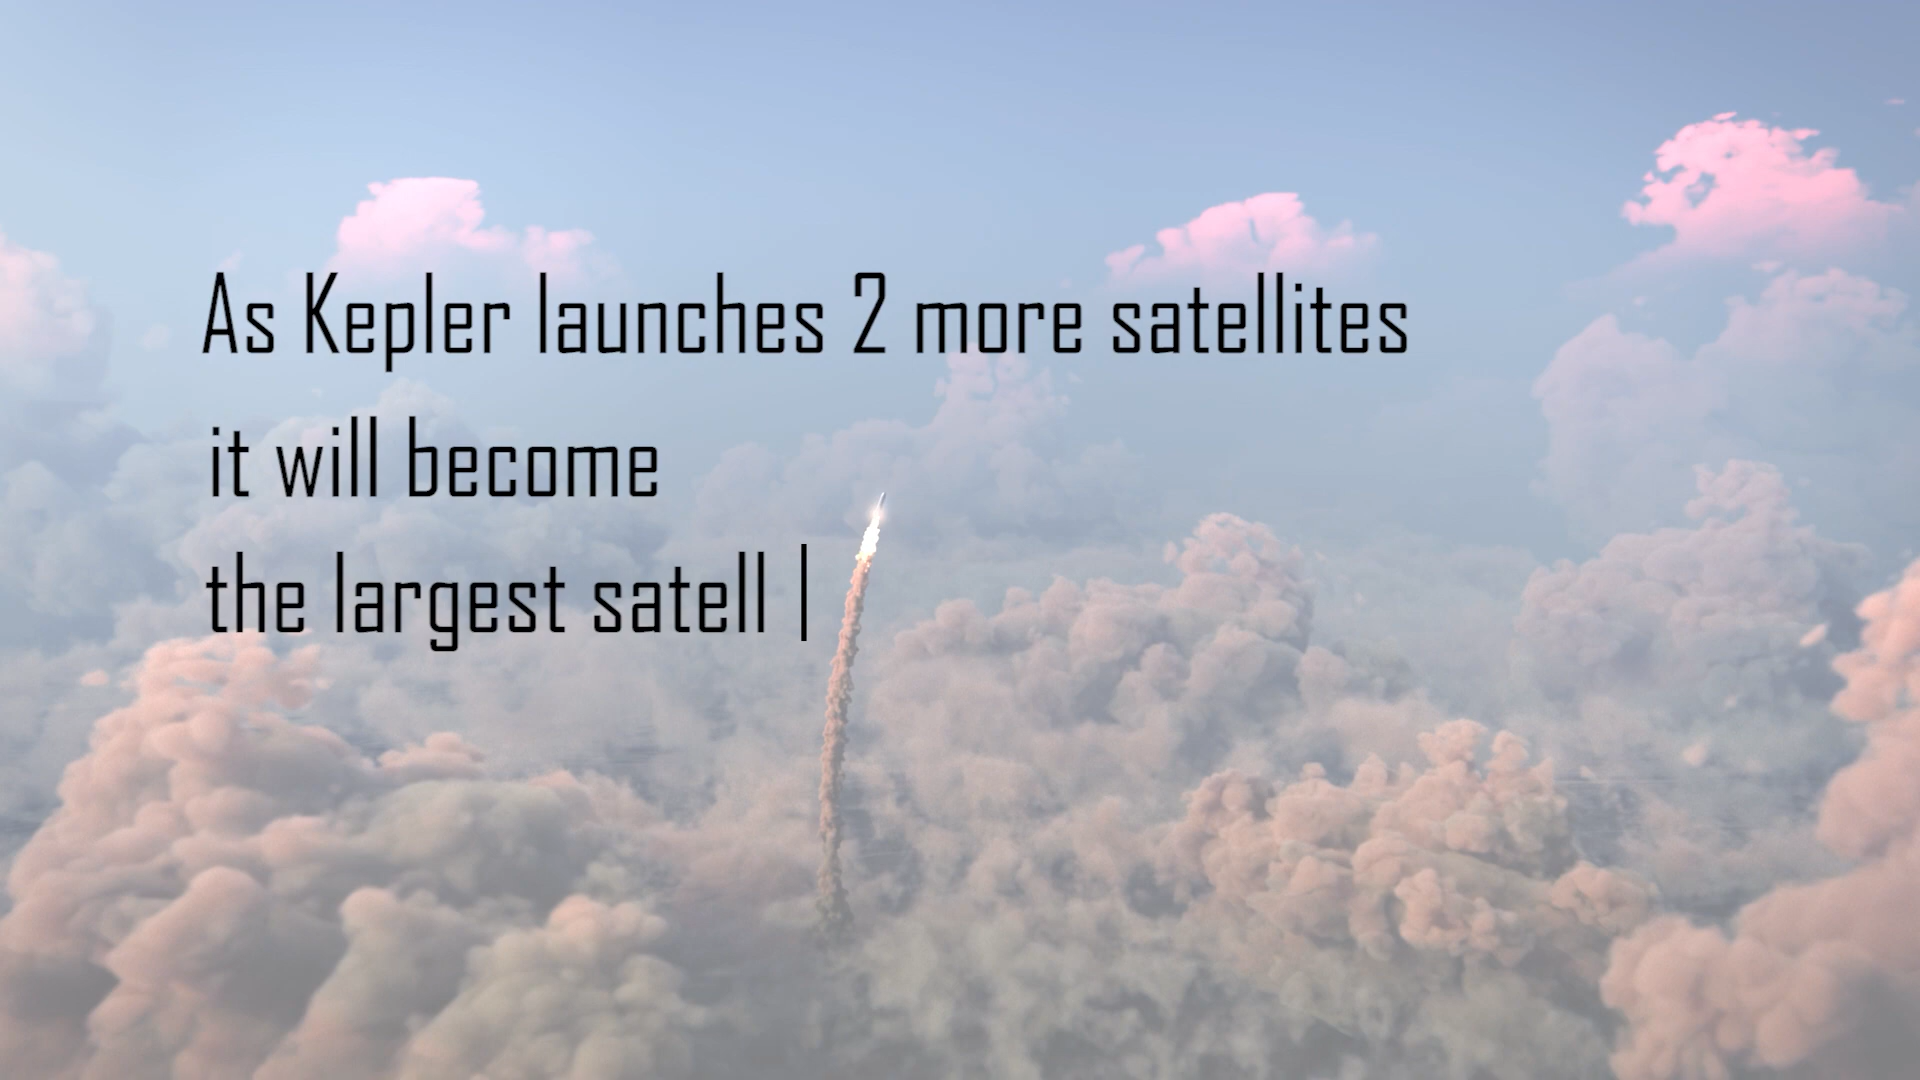 As Kepler launches 2 more satellites
it will become
the largest satell |